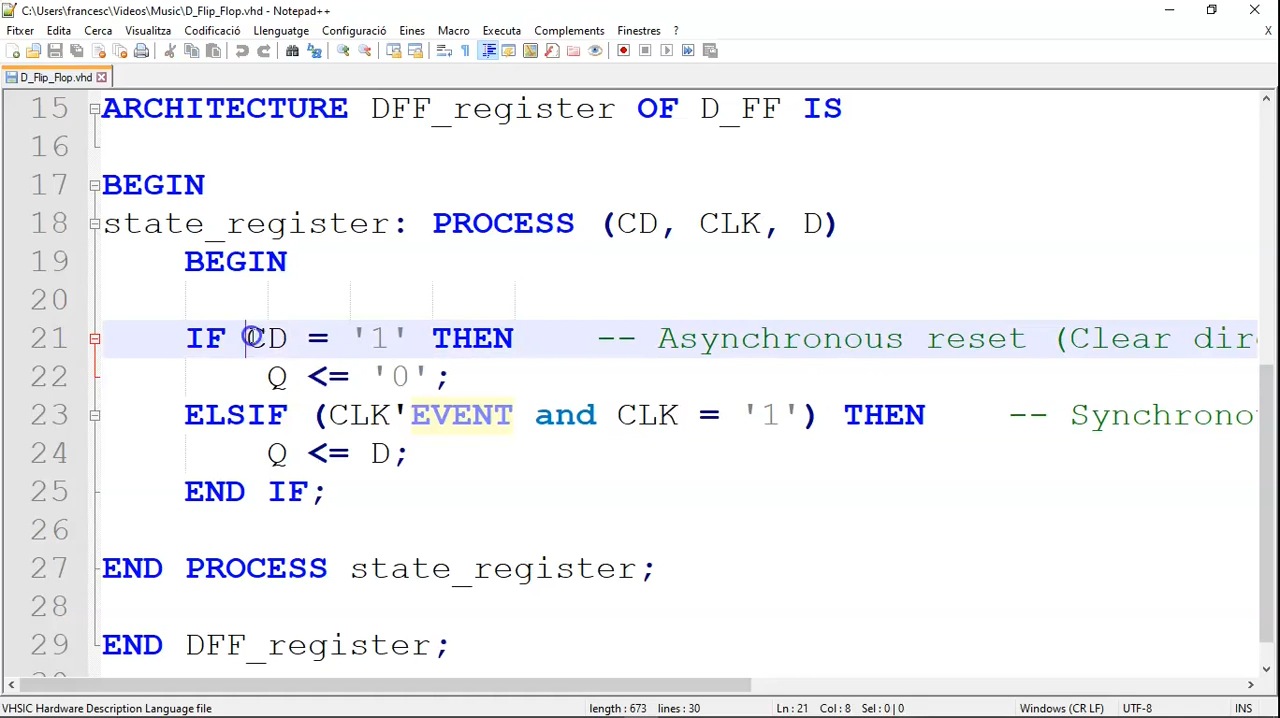 C:\Users\francesc\Videos\Music\D_Flip_Flop.vhd - Notepad++
Fitxer Edita Cerca Visualitza Codificació Llenguatge Configuració Eines Macro Executa Complements Finestres ? X
D_Flip_Flop.vhd
15 ARCHITECTURE DFF_register OF D_FF IS
16
17 BEGIN
18 state_register: PROCESS (CD, CLK, D)
19 BEGIN
20
21 IF CD = '1' THEN -- Asynchronous reset (Clear dire
22 Q <= '0';
23 ELSIF (CLK'EVENT and CLK = '1') THEN -- Synchrono
24 Q <= D;
25 END IF;
26
27 END PROCESS state_register;
28
29 END DFF_register;
VHSIC Hardware Description Language file length : 673 lines : 30 Ln : 21 Col : 8 Sel : 0 | 0 Windows (CR LF) UTF-8 INS